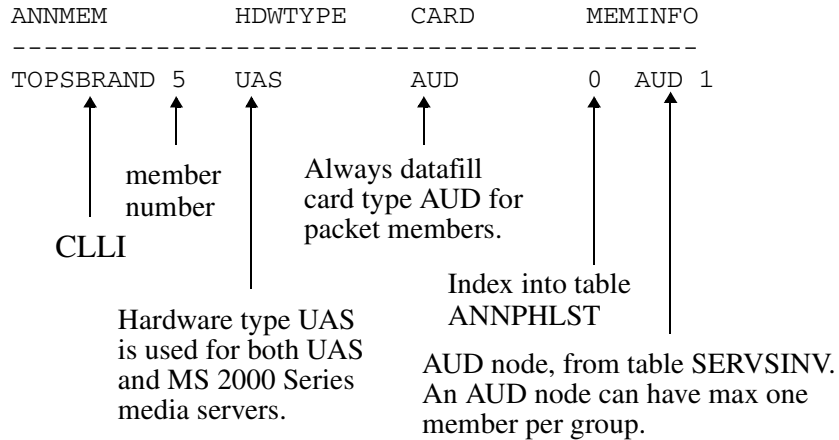 ANNMEM HDWTYPE CARD MEMINFO
-------------------------------------------
TOPSBRAND 5 UAS AUD 0 AUD 1
member
number
CLLI
Always datafill
card type AUD for
packet members.
Hardware type UAS
is used for both UAS
and MS 2000 Series
media servers.
Index into table
ANNPHLST
AUD node, from table SERVSINV.
An AUD node can have max one
member per group.